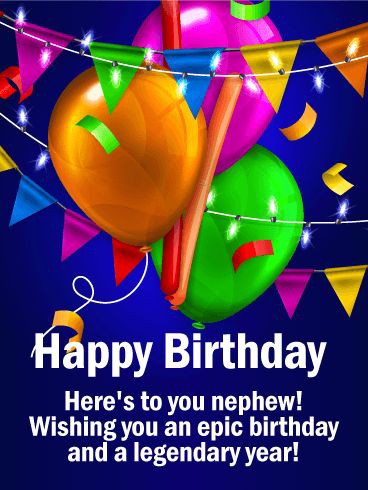 Happy Birthday
Here's to you nephew!
Wishing you an epic birthday
and a legendary year!